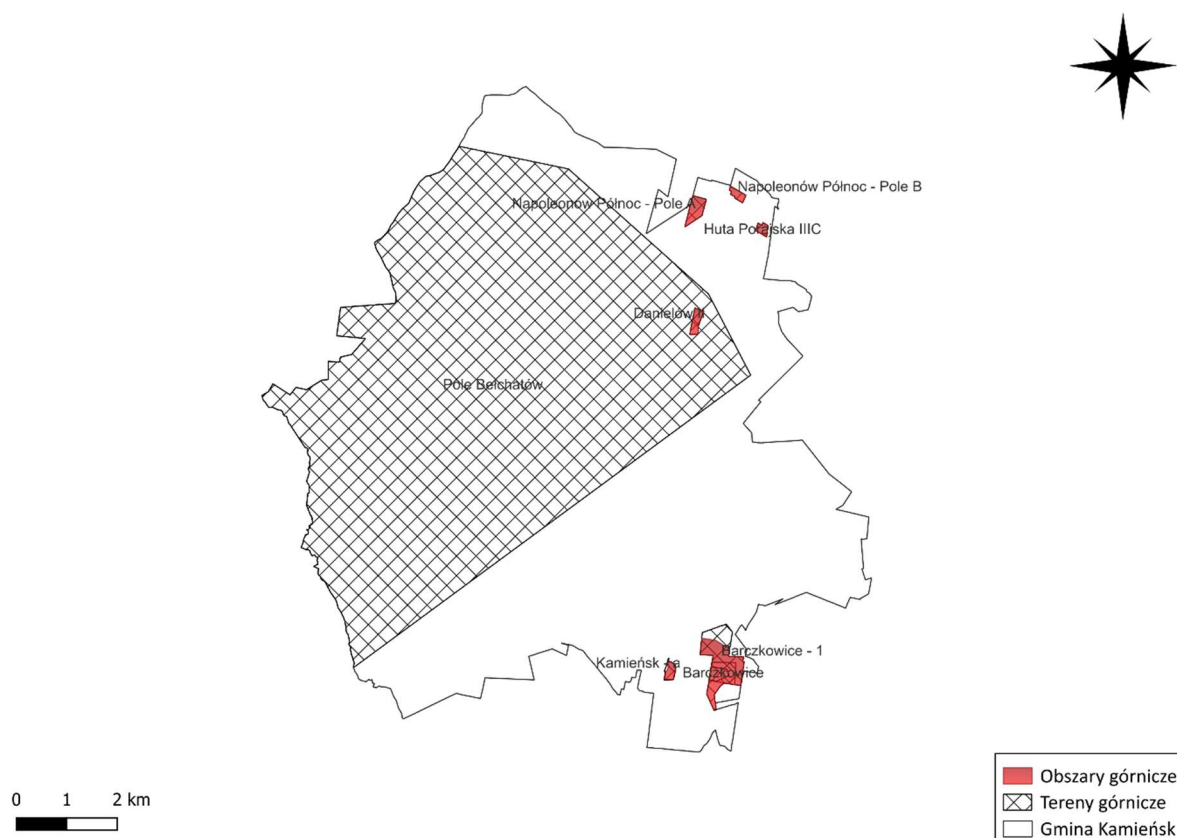 Napoleonów Północ - Pole B
Napoleonów Północ - Pole A
Huta Porajska IIIC
Danielów II
Pole Bełchatów
Barczkowice - 1
Kamieńsk - Ia
Barczkowice
0 1 2 km
Obszary górnicze
Tereny górnicze
Gmina Kamieńsk